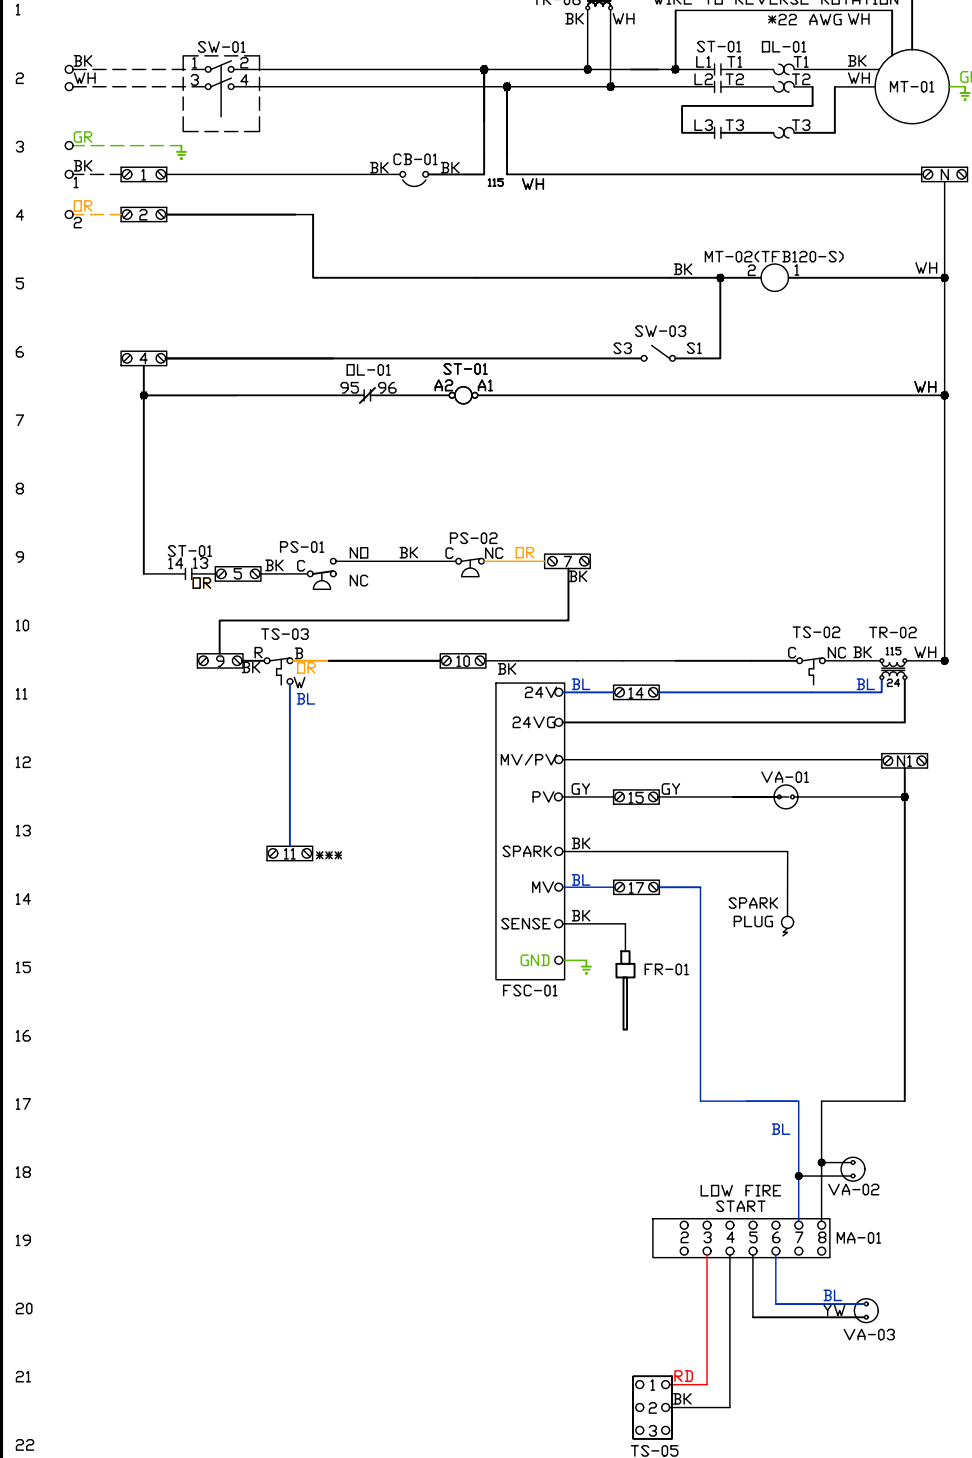 1
BK WH
WIRE TO REVERSE ROTATION
*22 AWG WH
SW-01
ST-01 OL-01
BK 1 2 L1 T1 T1 BK
2
WH 3 4 L2 T2 T2 WH MT-01
L3 T3 T3
3
GR
BK 1 BK CB-01 BK
1 115 WH N
4
OR 2
2
MT-02(TFB120-S)
5
BK 2 1 WH
SW-03
6
4 S3 S1
OL-01 ST-01
95 96 A2 A1 WH
7
8
9
ST-01 PS-01 NO BK PS-02
14 13 5 BK C NC C NC OR 7
OR BK
10
TS-03 TS-02 TR-02
9 BK R B 10 C NC BK 115 WH
OR BK
W 24
11
BL 24V BL 14 BL
24VG
12
MV/PV N1
VA-01
PV GY 15 GY
13
SPARK BK
11 ***
MV BL 17
14
SPARK
PLUG
SENSE BK
15
GND FR-01
FSC-01
16
17
BL
18
VA-02
LOW FIRE
START
19
2 3 4 5 6 7 8 MA-01
20
BL
YW
VA-03
21
1 RD
2 BK
3
22
TS-05